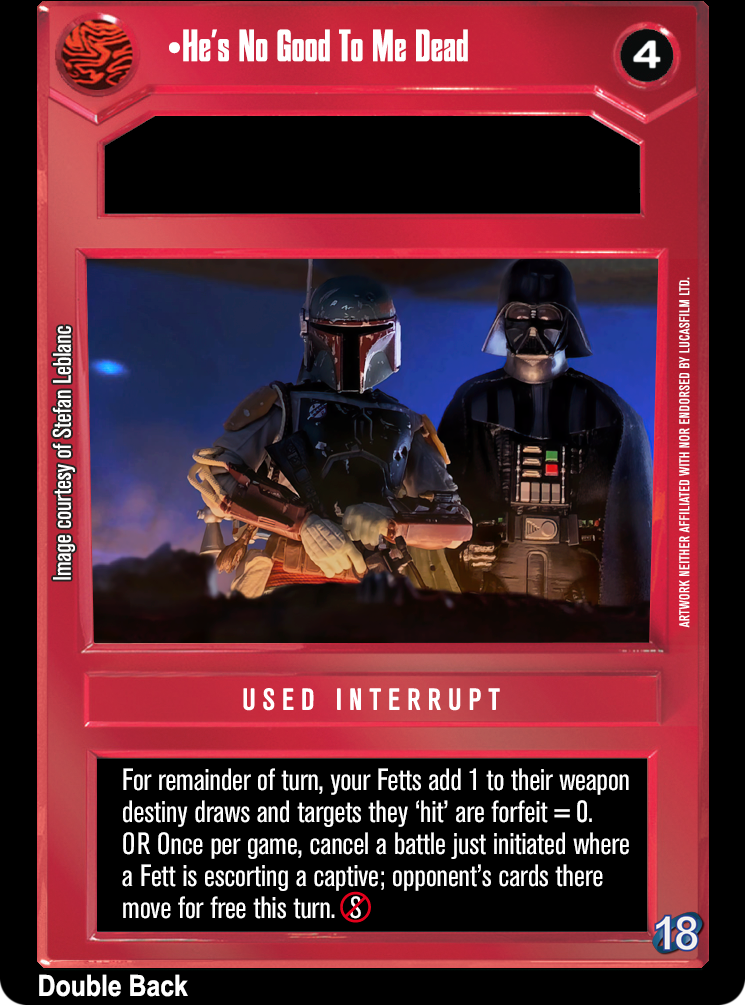 •He's No Good To Me Dead
4
Image courtesy of Stefan Leblanc
ARTWORK NEITHER AFFILIATED WITH NOR ENDORSED BY LUCASFILM LTD.
USED INTERRUPT
For remainder of turn, your Fetts add 1 to their weapon
destiny draws and targets they ‘hit’ are forfeit = 0.
OR Once per game, cancel a battle just initiated where
a Fett is escorting a captive; opponent's cards there
move for free this turn. S
18
Double Back